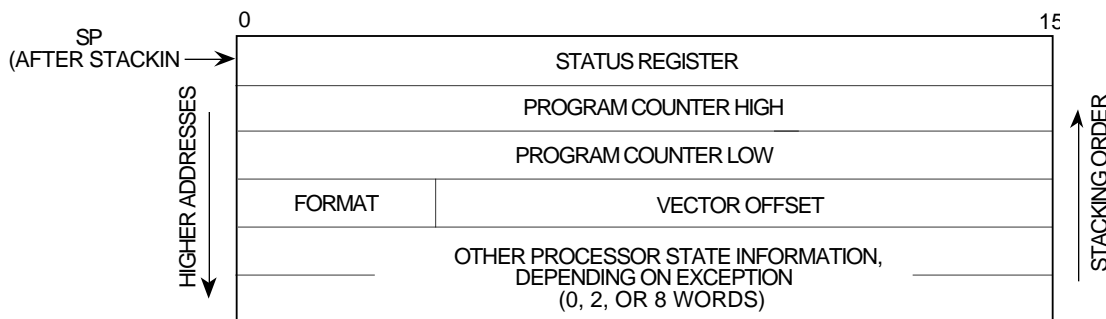 0 15
SP
(AFTER STACKIN
STATUS REGISTER
PROGRAM COUNTER HIGH
PROGRAM COUNTER LOW
FORMAT VECTOR OFFSET
OTHER PROCESSOR STATE INFORMATION,
DEPENDING ON EXCEPTION
(0, 2, OR 8 WORDS)
HIGHER ADDRESSES
STACKING ORDER